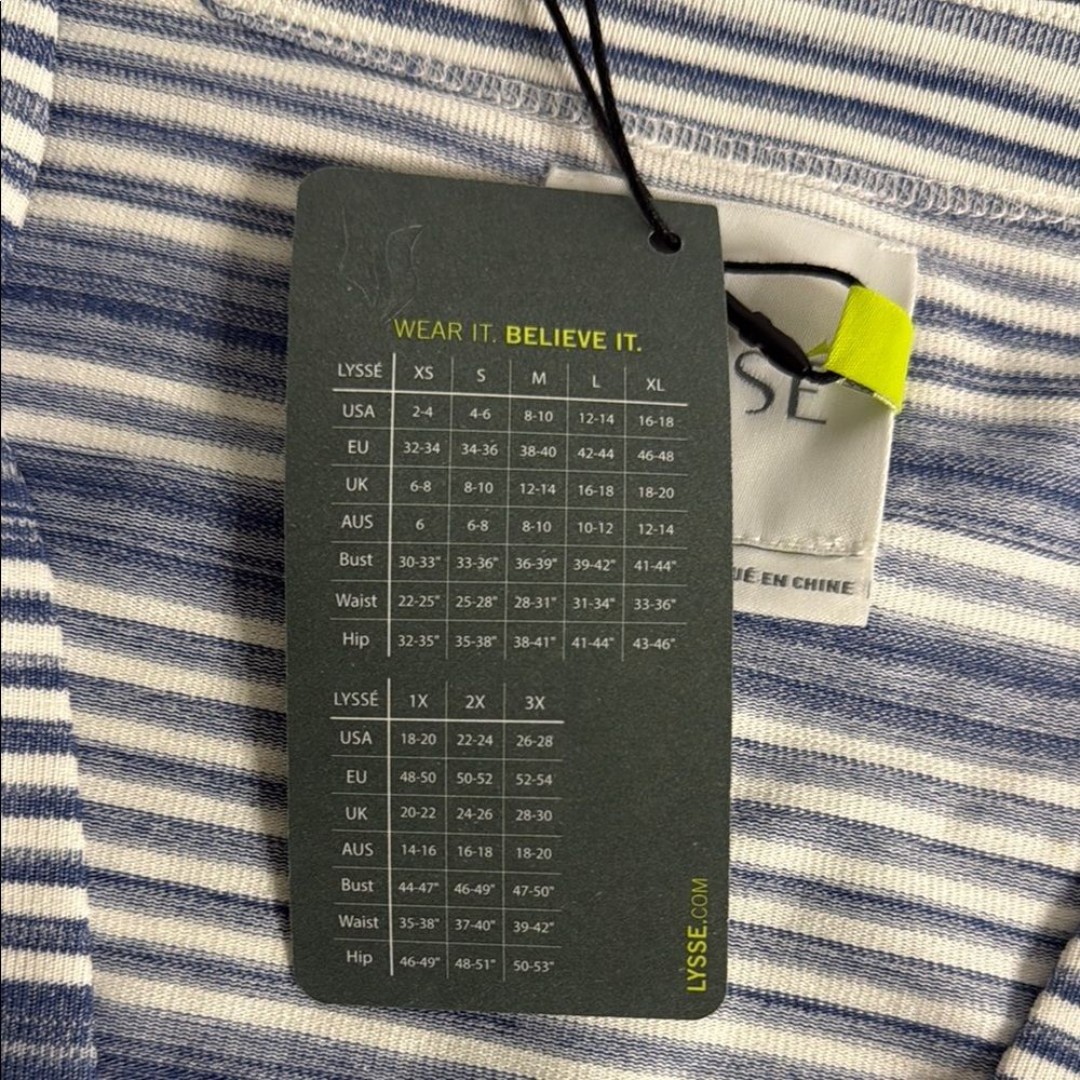 WEAR IT. BELIEVE IT.
LYSSÉ XS S M L XL
USA 2-4 4-6 8-10 12-14 16-18
EU 32-34 34-36 38-40 42-44 46-48
UK 6-8 8-10 12-14 16-18 18-20
AUS 6 6-8 8-10 10-12 12-14
Bust 30-33" 33-36" 36-39" 39-42" 41-44"
Waist 22-25" 25-28" 28-31" 31-34" 33-36"
Hip 32-35" 35-38" 38-41" 41-44" 43-46"
LYSSÉ 1X 2X 3X
USA 18-20 22-24 26-28
EU 48-50 50-52 52-54
UK 20-22 24-26 28-30
AUS 14-16 16-18 18-20
Bust 44-47" 46-49" 47-50"
Waist 35-38" 37-40" 39-42"
Hip 46-49" 48-51" 50-53"
LYSSE.COM
SE
UÉ EN CHINE